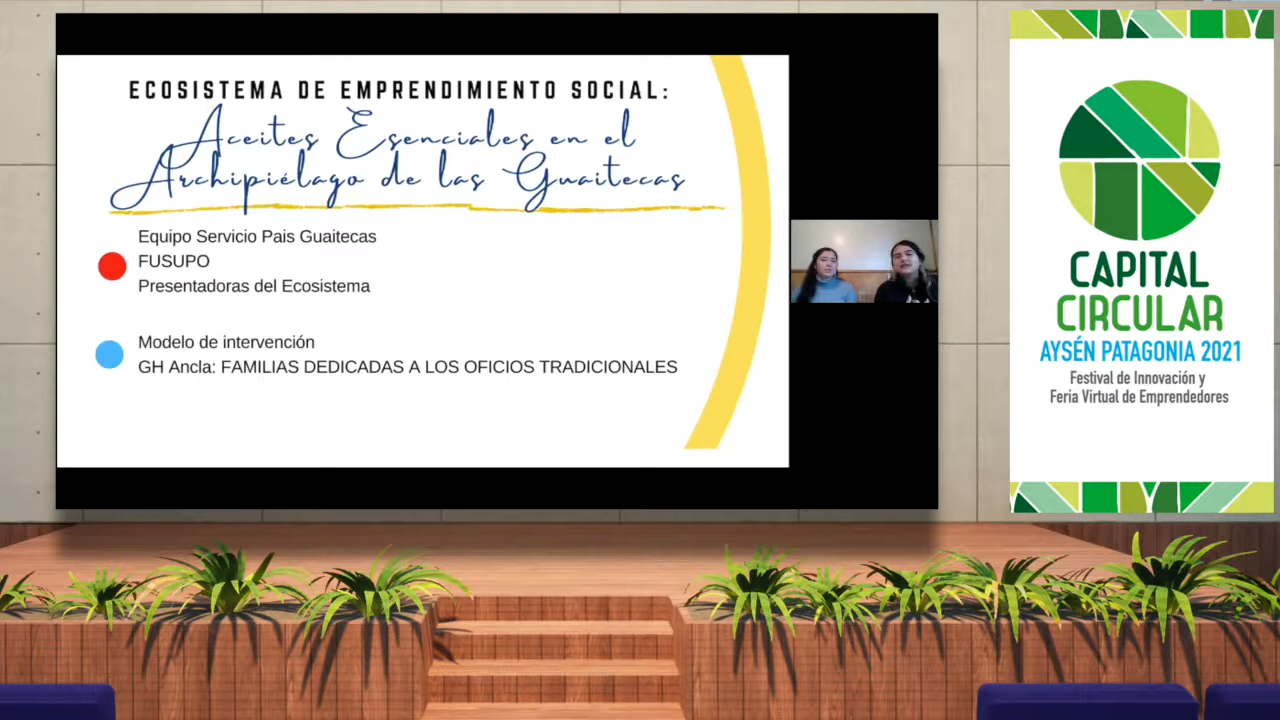 ECOSISTEMA DE EMPRENDIMIENTO SOCIAL:
Aceites Esenciales en el
Archipiélago de las Guaitecas
Equipo Servicio Pais Guaitecas
FUSUPO
Presentadoras del Ecosistema
Modelo de intervención
GH Ancla: FAMILIAS DEDICADAS A LOS OFICIOS TRADICIONALES
CAPITAL
CIRCULAR
AYSÉN PATAGONIA 2021
Festival de Innovación y
Feria Virtual de Emprendedores